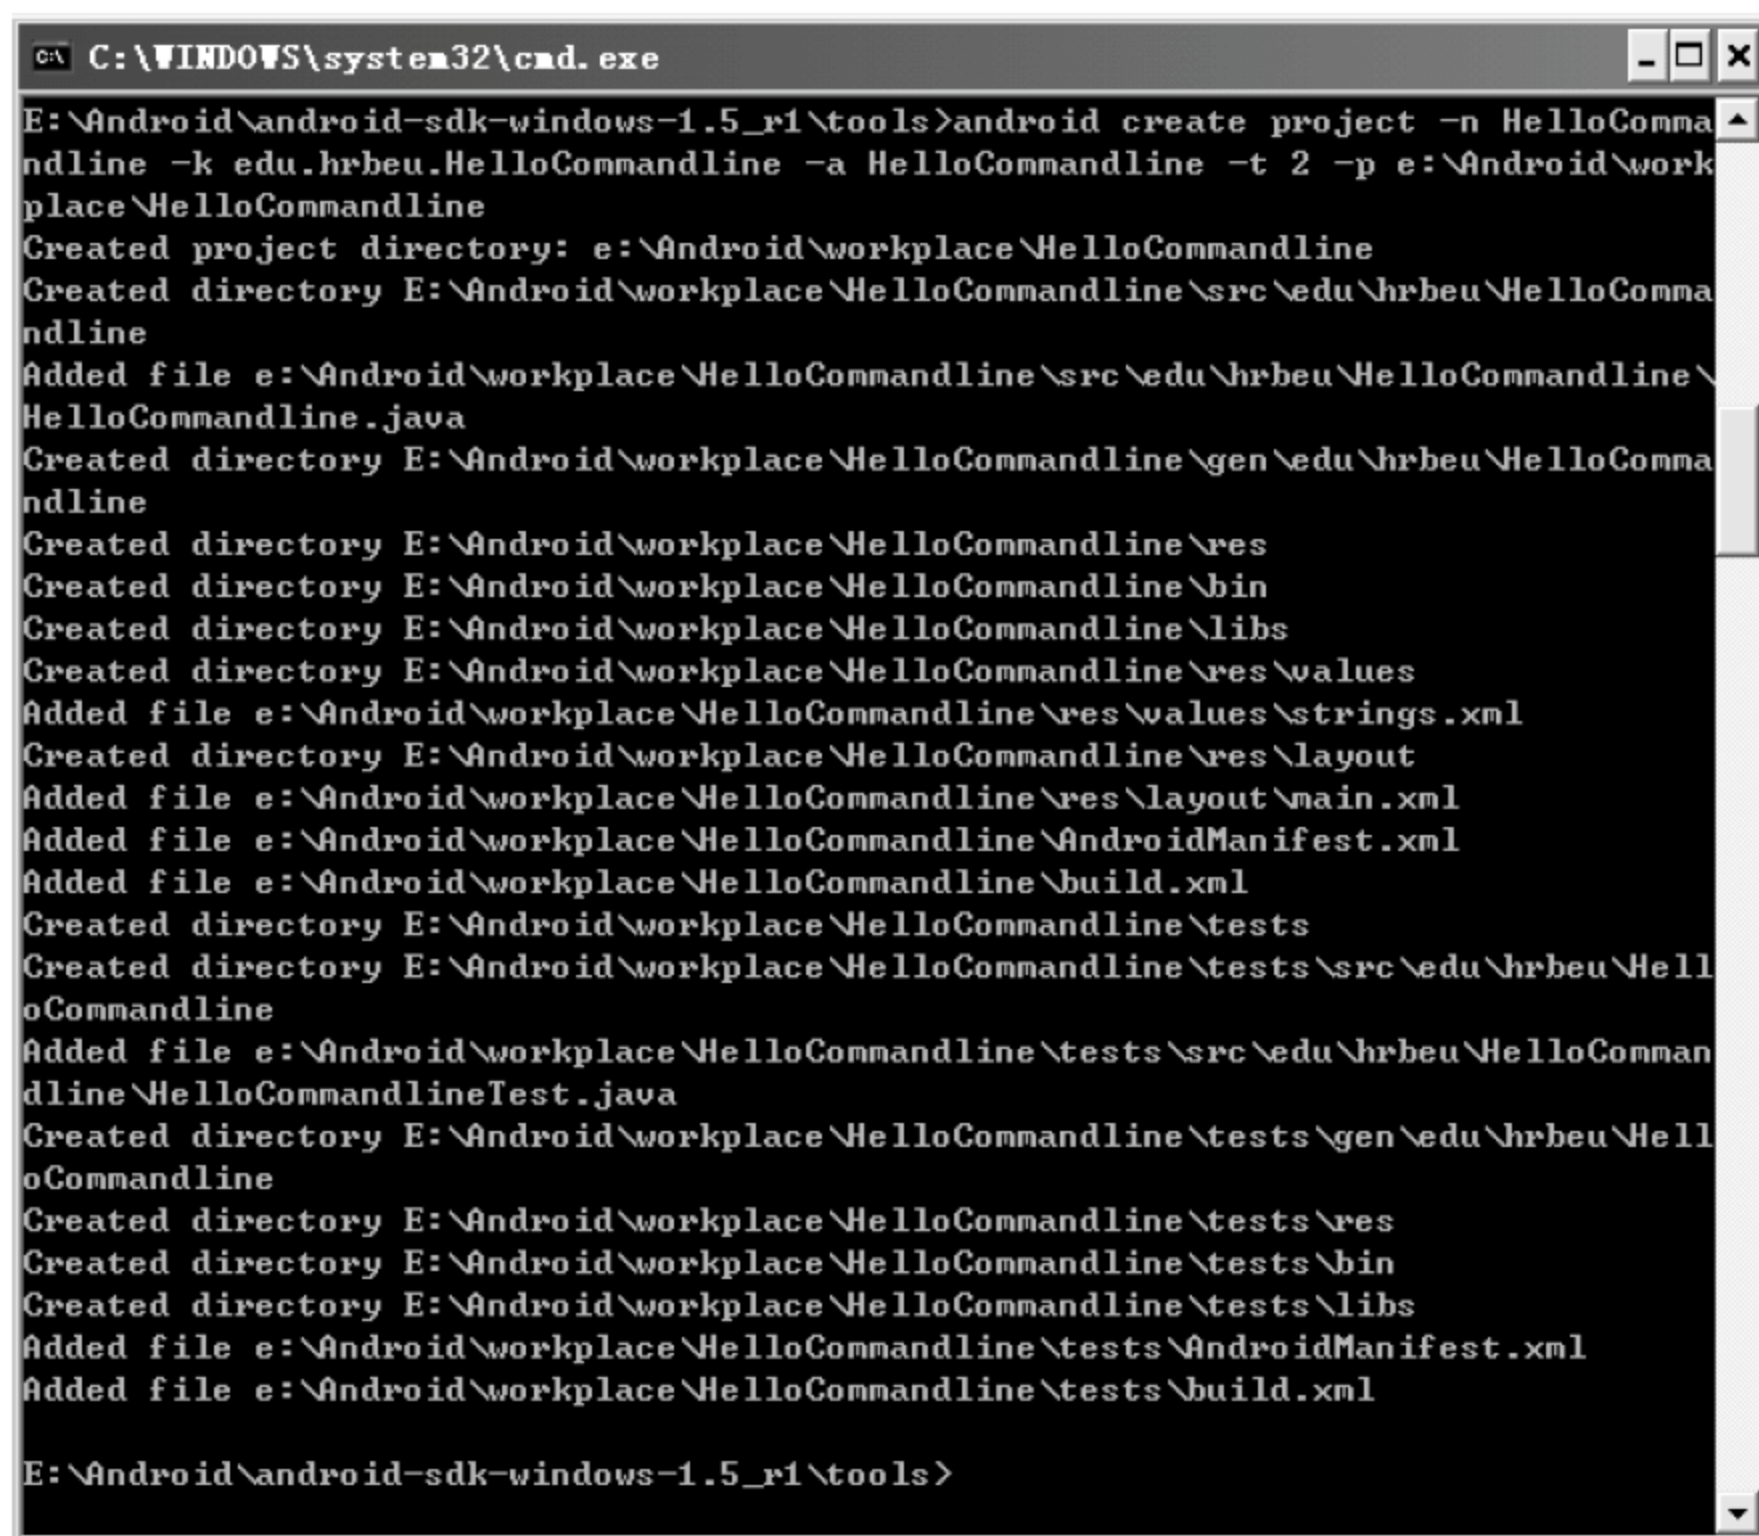 C:\WINDOWS\system32\cmd.exe
E:\Android\android-sdk-windows-1.5_r1\tools>android create project -n HelloComma
ndline -k edu.hrbeu.HelloCommandline -a HelloCommandline -t 2 -p e:\Android\work
place\HelloCommandline
Created project directory: e:\Android\workplace\HelloCommandline
Created directory E:\Android\workplace\HelloCommandline\src\edu\hrbeu\HelloComma
ndline
Added file e:\Android\workplace\HelloCommandline\src\edu\hrbeu\HelloCommandline\
HelloCommandline.java
Created directory E:\Android\workplace\HelloCommandline\gen\edu\hrbeu\HelloComma
ndline
Created directory E:\Android\workplace\HelloCommandline\res
Created directory E:\Android\workplace\HelloCommandline\bin
Created directory E:\Android\workplace\HelloCommandline\libs
Created directory E:\Android\workplace\HelloCommandline\res\values
Added file e:\Android\workplace\HelloCommandline\res\values\strings.xml
Created directory E:\Android\workplace\HelloCommandline\res\layout
Added file e:\Android\workplace\HelloCommandline\res\layout\main.xml
Added file e:\Android\workplace\HelloCommandline\AndroidManifest.xml
Added file e:\Android\workplace\HelloCommandline\build.xml
Created directory E:\Android\workplace\HelloCommandline\tests
Created directory E:\Android\workplace\HelloCommandline\tests\src\edu\hrbeu\Hell
oCommandline
Added file e:\Android\workplace\HelloCommandline\tests\src\edu\hrbeu\HelloComman
dline\HelloCommandlineTest.java
Created directory E:\Android\workplace\HelloCommandline\tests\gen\edu\hrbeu\Hell
oCommandline
Created directory E:\Android\workplace\HelloCommandline\tests\res
Created directory E:\Android\workplace\HelloCommandline\tests\bin
Created directory E:\Android\workplace\HelloCommandline\tests\libs
Added file e:\Android\workplace\HelloCommandline\tests\AndroidManifest.xml
Added file e:\Android\workplace\HelloCommandline\tests\build.xml
E:\Android\android-sdk-windows-1.5_r1\tools>